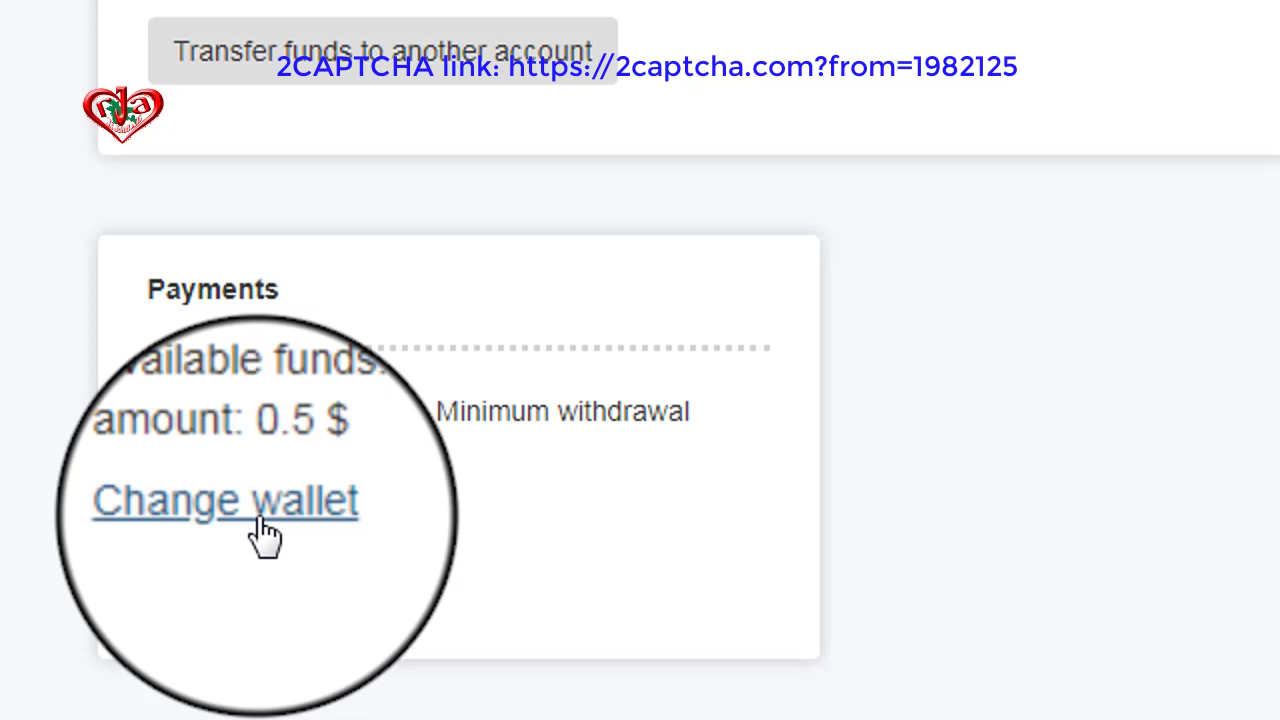 Transfer funds to another account
2CAPTCHA link: https://2captcha.com?from=1982125
Payments
vailable funds:
amount: 0.5 $
Minimum withdrawal
Change wallet